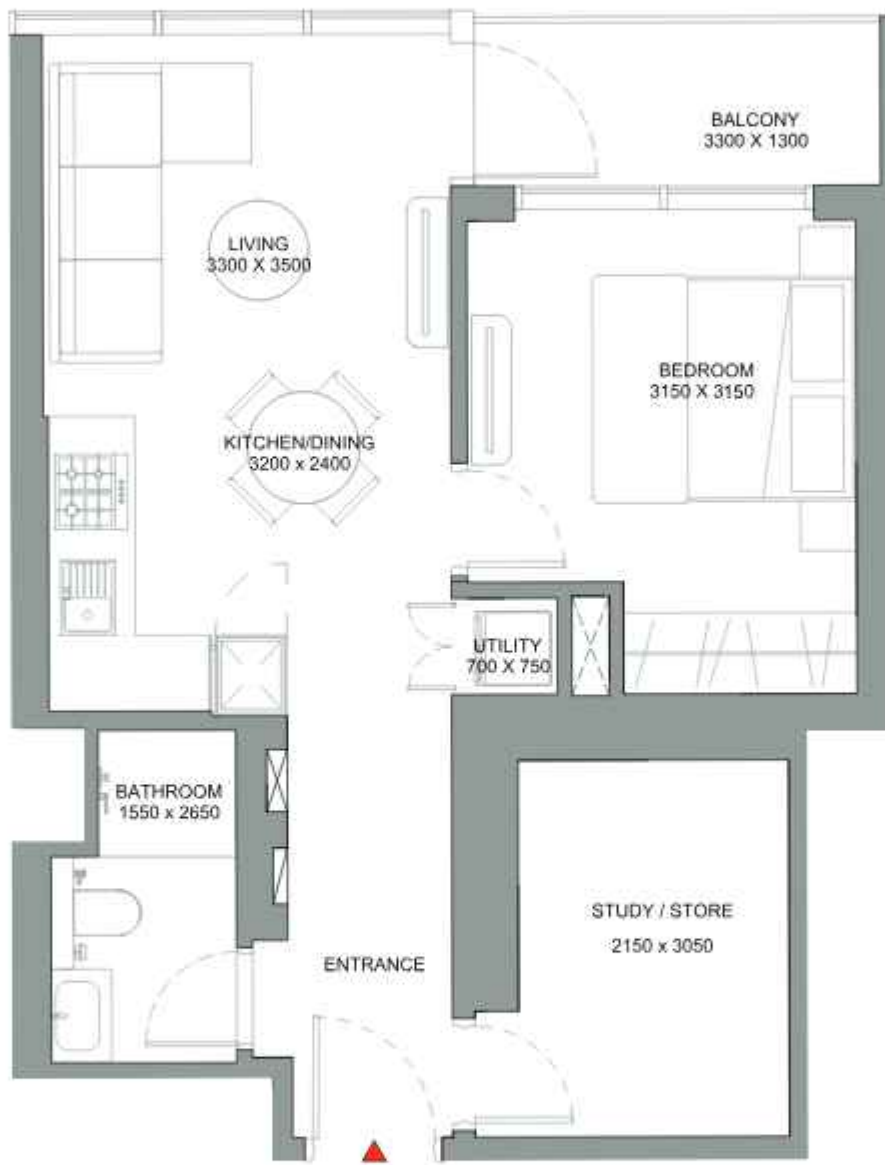 BALCONY
3300 X 1300
LIVING
3300 X 3500
BEDROOM
3150 X 3150
KITCHEN/DINING
3200 x 2400
UTILITY
700 X 750
BATHROOM
1550 x 2650
STUDY / STORE
2150 x 3050
ENTRANCE